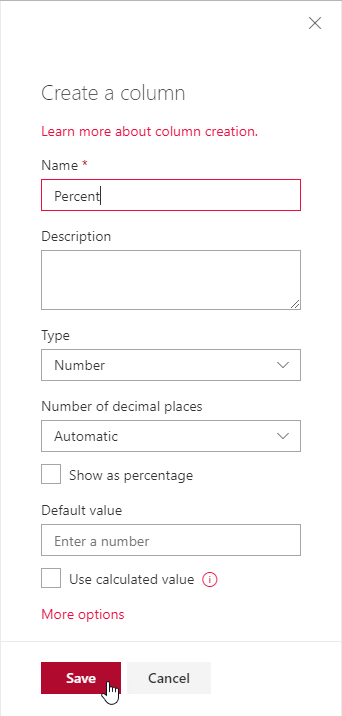 Create a column
Learn more about column creation.
Name *
Percent
Description
Type
Number
Number of decimal places
Automatic
Show as percentage
Default value
Enter a number
Use calculated value
More options
Save Cancel